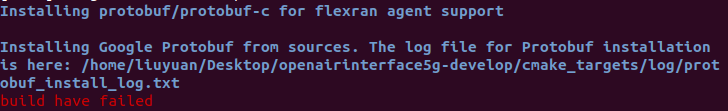 Installing protobuf/protobuf-c for flexran agent support
Installing Google Protobuf from sources. The log file for Protobuf installation
is here: /home/liuyuan/Desktop/openairinterface5g-develop/cmake_targets/log/prot
obuf_install_log.txt
build have failed